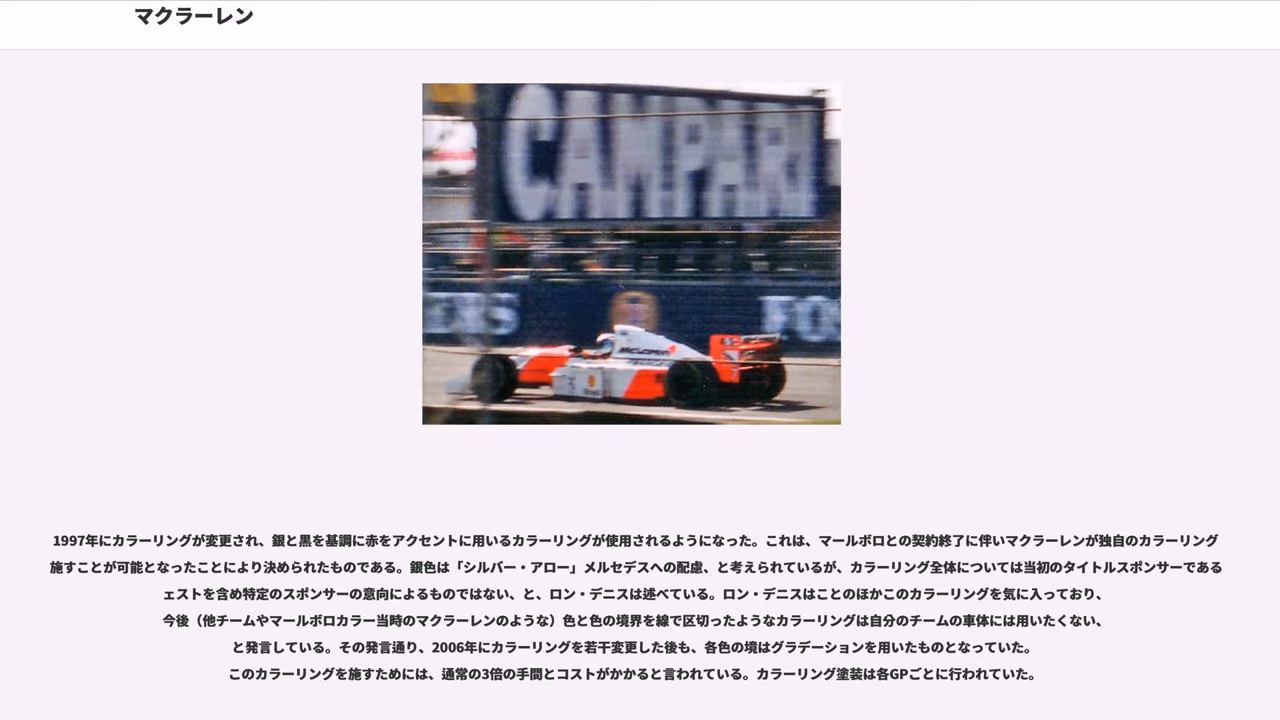 マクラーレン
CAMPARI
McLaren
1997年にカラーリングが変更され、銀と黒を基調に赤をアクセントに用いるカラーリングが使用されるようになった。これは、マールボロとの契約終了に伴いマクラーレンが独自のカラーリング
施すことが可能となったことにより決められたものである。銀色は「シルバー・アロー」メルセデスへの配慮、と考えられているが、カラーリング全体については当初のタイトルスポンサーである
ェストを含め特定のスポンサーの意向によるものではない、と、ロン・デニスは述べている。ロン・デニスはことのほかこのカラーリングを気に入っており、
今後（他チームやマールボロカラー当時のマクラーレンのような）色と色の境界を線で区切ったようなカラーリングは自分のチームの車体には用いたくない、
と発言している。その発言通り、2006年にカラーリングを若干変更した後も、各色の境はグラデーションを用いたものとなっていた。
このカラーリングを施すためには、通常の3倍の手間とコストがかかると言われている。カラーリング塗装は各GPごとに行われていた。